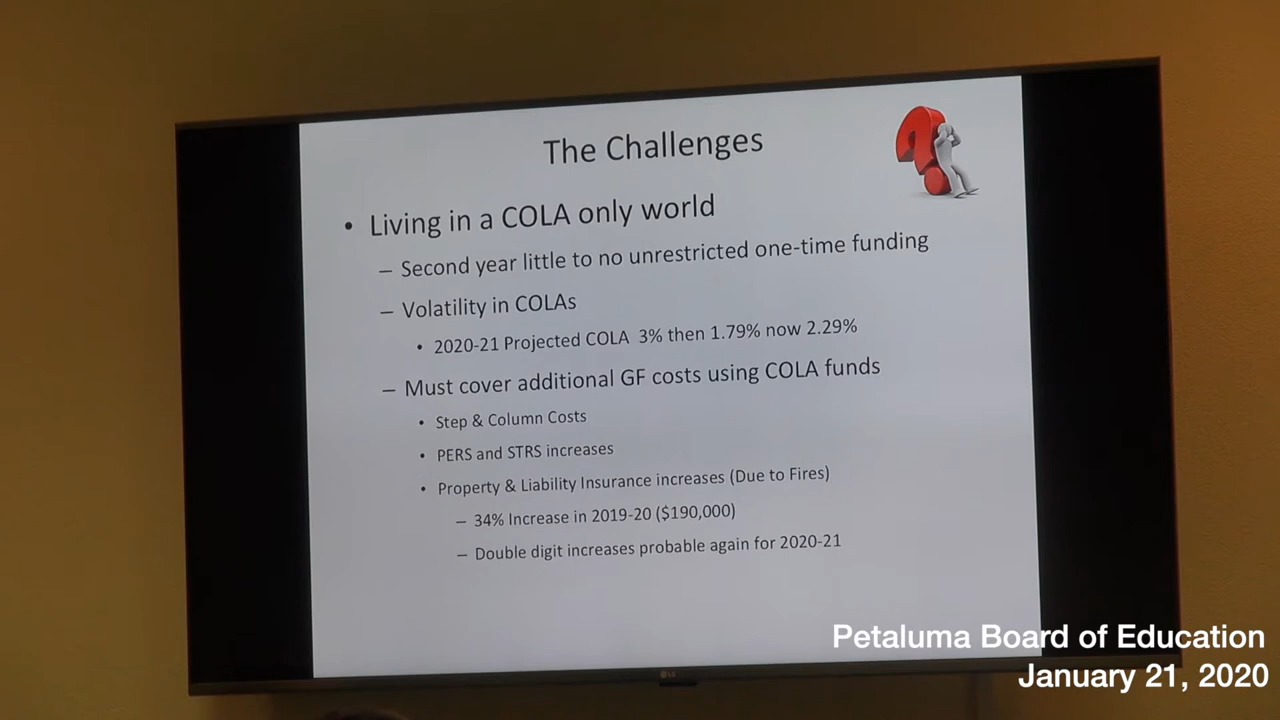 The Challenges
• Living in a COLA only world
– Second year little to no unrestricted one-time funding
– Volatility in COLAs
• 2020-21 Projected COLA 3% then 1.79% now 2.29%
– Must cover additional GF costs using COLA funds
• Step & Column Costs
• PERS and STRS increases
• Property & Liability Insurance increases (Due to Fires)
– 34% Increase in 2019-20 ($190,000)
– Double digit increases probable again for 2020-21
LG
Petaluma Board of Education
January 21, 2020